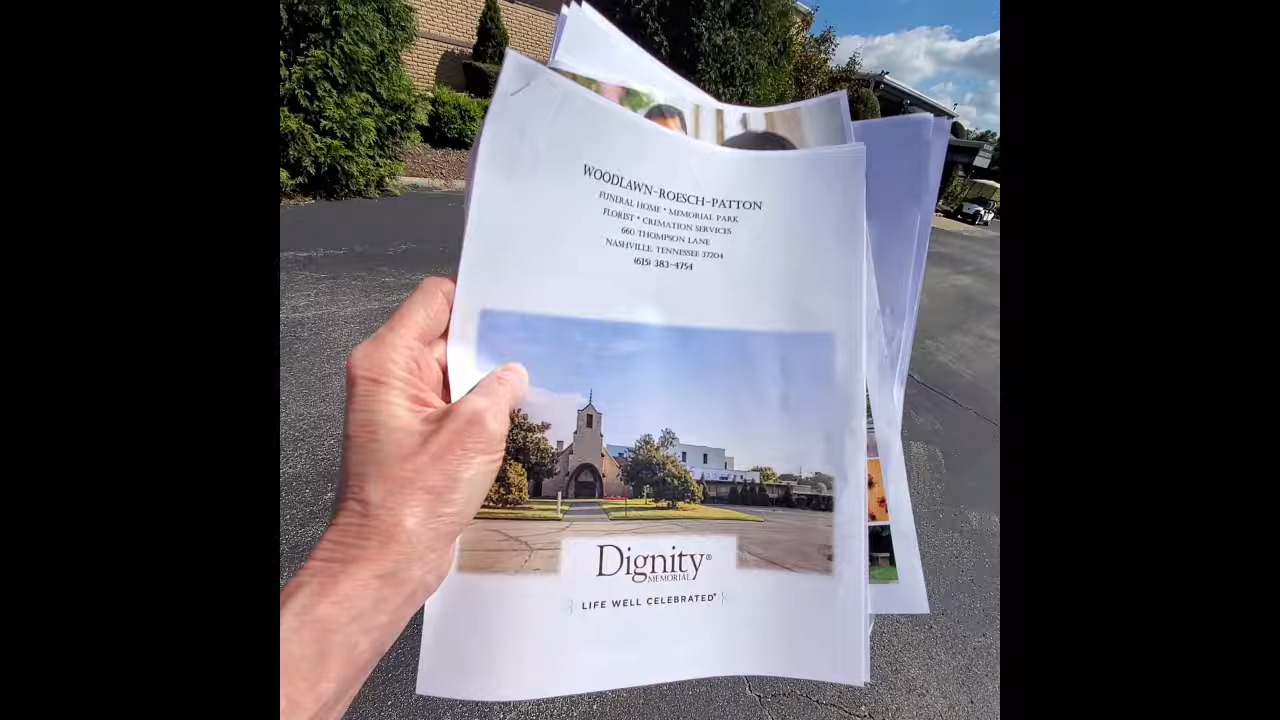 WOODLAWN-ROESCH-PATTON
FUNERAL HOME • MEMORIAL PARK
FLORIST • CREMATION SERVICES
660 THOMPSON LANE
NASHVILLE, TENNESSEE 37204
(615) 383-4754
Dignity®
MEMORIAL
LIFE WELL CELEBRATED®